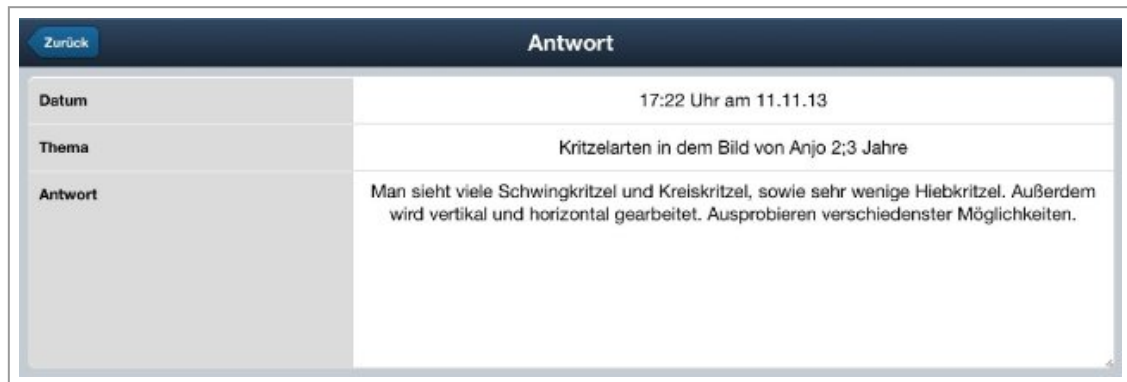 Zurück
Antwort
Datum
17:22 Uhr am 11.11.13
Thema
Kritzelarten in dem Bild von Anjo 2;3 Jahre
Antwort
Man sieht viele Schwingkritzel und Kreiskritzel, sowie sehr wenige Hiebkritzel. Außerdem
wird vertikal und horizontal gearbeitet. Ausprobieren verschiedenster Möglichkeiten.